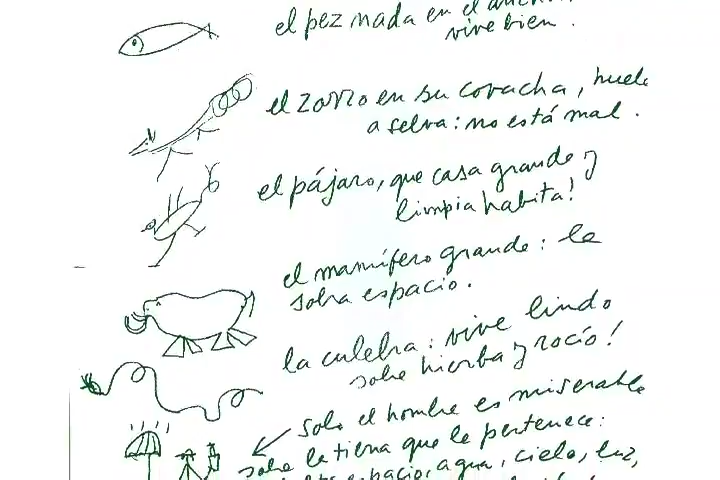 el pez nada en el
vive bien.
el zorro en su covacha, huele
a selva: no está mal.
el pájaro, que casa grande y
limpia habita!
el mamífero grande: le
sobra espacio.
la culebra: vive lindo
sobre hierba y rocío!
solo el hombre es miserable
sobre la tierra que le pertenece:
espacio, agua, cielo, luz,